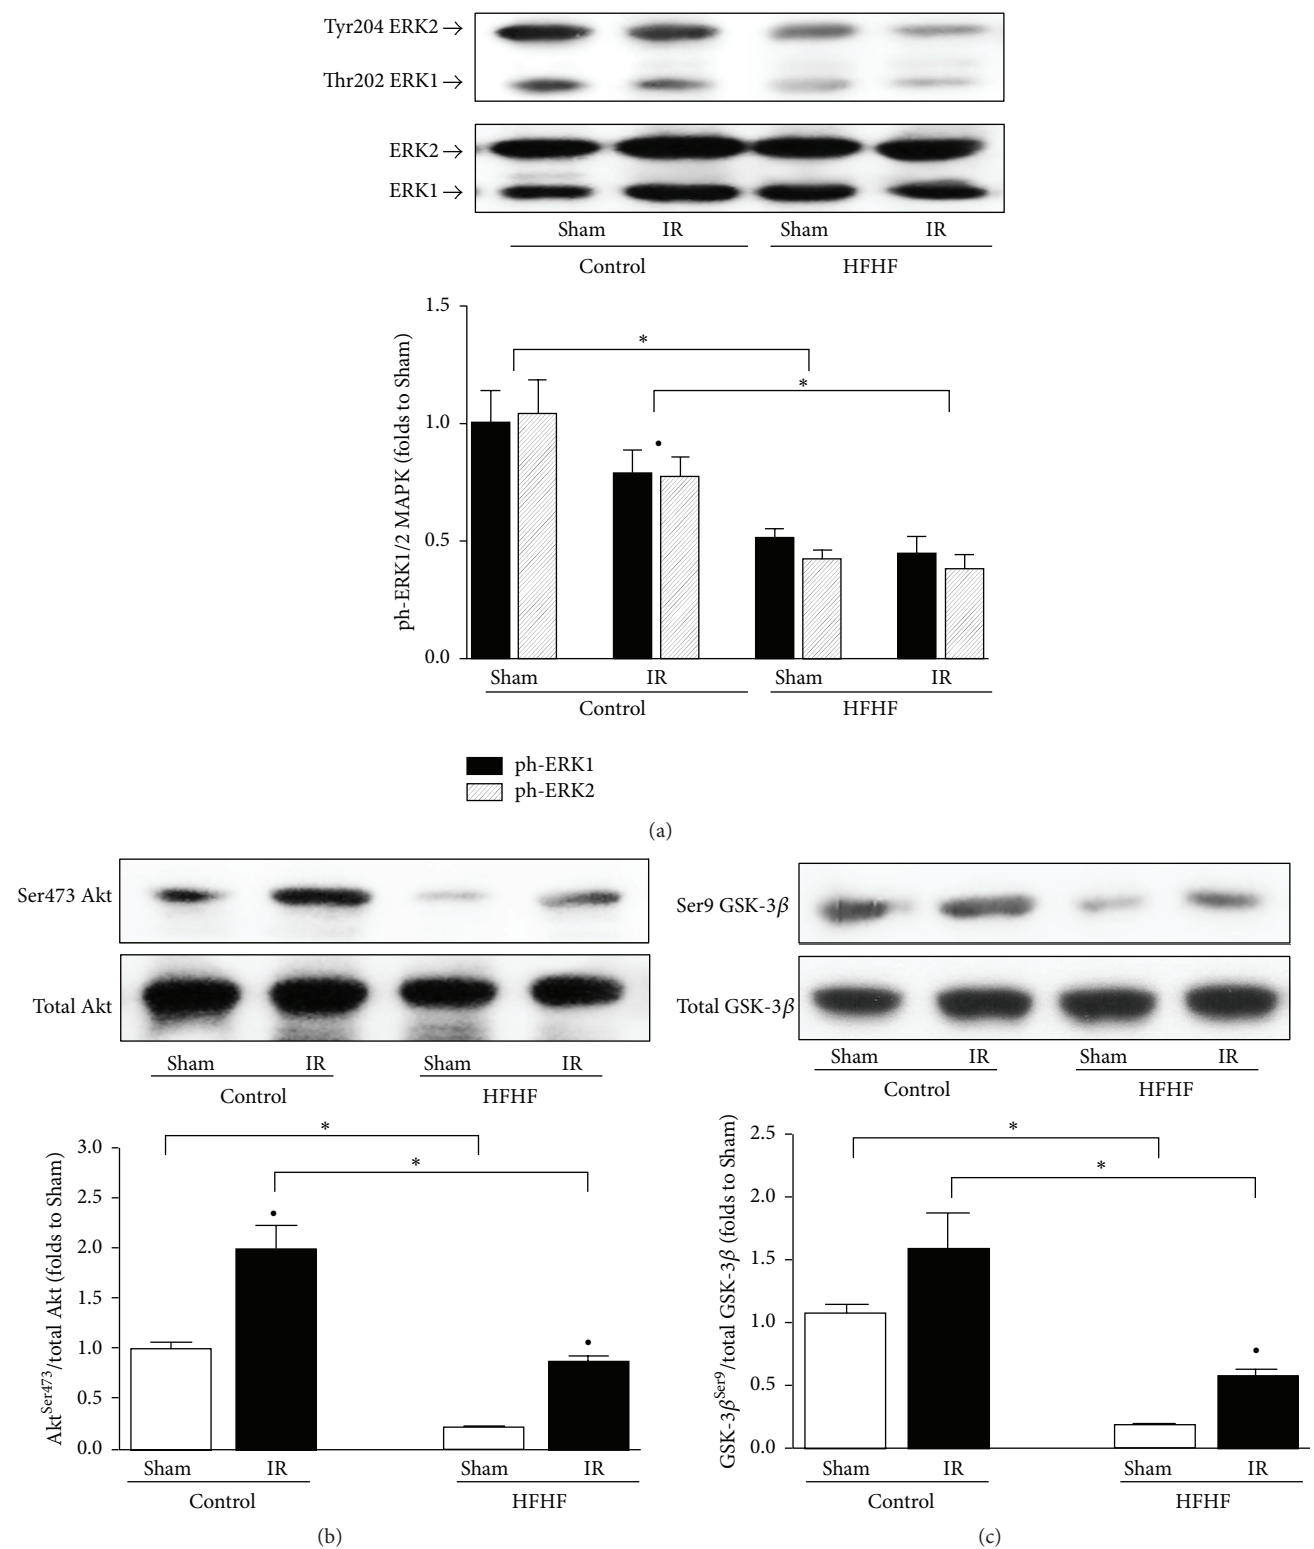 Tyr204 ERK2 →
Thr202 ERK1 →
ERK2 →
ERK1 →
Sham IR Sham IR
Control HFHF
ph-ERK1/2 MAPK (folds to Sham)
1.5
1.0
0.5
0.0
*
*
•
Sham IR Sham IR
Control HFHF
ph-ERK1
ph-ERK2
(a)
Ser473 Akt
Total Akt
Sham IR Sham IR
Control HFHF
Akt^Ser473/total Akt (folds to Sham)
3.0
2.5
2.0
1.5
1.0
0.5
0.0
*
*
•
•
Sham IR Sham IR
Control HFHF
(b)
Ser9 GSK-3β
Total GSK-3β
Sham IR Sham IR
Control HFHF
GSK-3β^Ser9/total GSK-3β (folds to Sham)
2.5
2.0
1.5
1.0
0.5
0.0
*
*
•
Sham IR Sham IR
Control HFHF
(c)